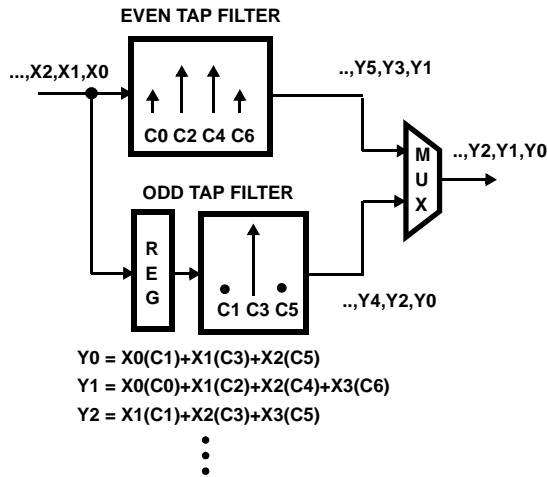 EVEN TAP FILTER
...,X2,X1,X0
..,Y5,Y3,Y1
C0 C2 C4 C6
MUX
..,Y2,Y1,Y0
ODD TAP FILTER
REG
C1 C3 C5
..,Y4,Y2,Y0
Y0 = X0(C1)+X1(C3)+X2(C5)
Y1 = X0(C0)+X1(C2)+X2(C4)+X3(C6)
Y2 = X1(C1)+X2(C3)+X3(C5)